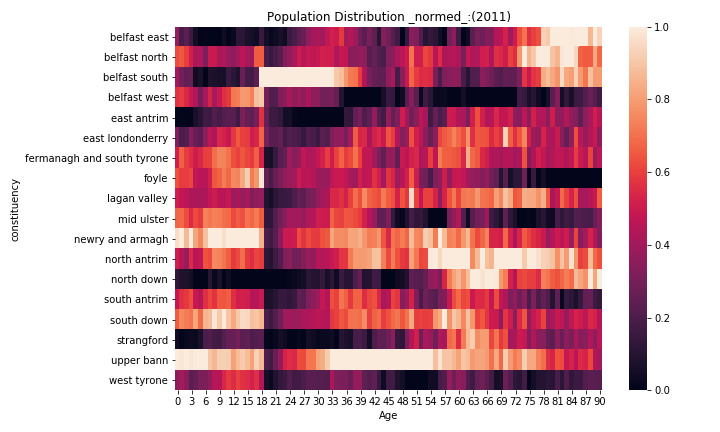 Population Distribution _normed_:(2011)
constituency
belfast east
belfast north
belfast south
belfast west
east antrim
east londonderry
fermanagh and south tyrone
foyle
lagan valley
mid ulster
newry and armagh
north antrim
north down
south antrim
south down
strangford
upper bann
west tyrone
0 3 6 9 12 15 18 21 24 27 30 33 36 39 42 45 48 51 54 57 60 63 66 69 72 75 78 81 84 87 90
Age
1.0
0.8
0.6
0.4
0.2
0.0